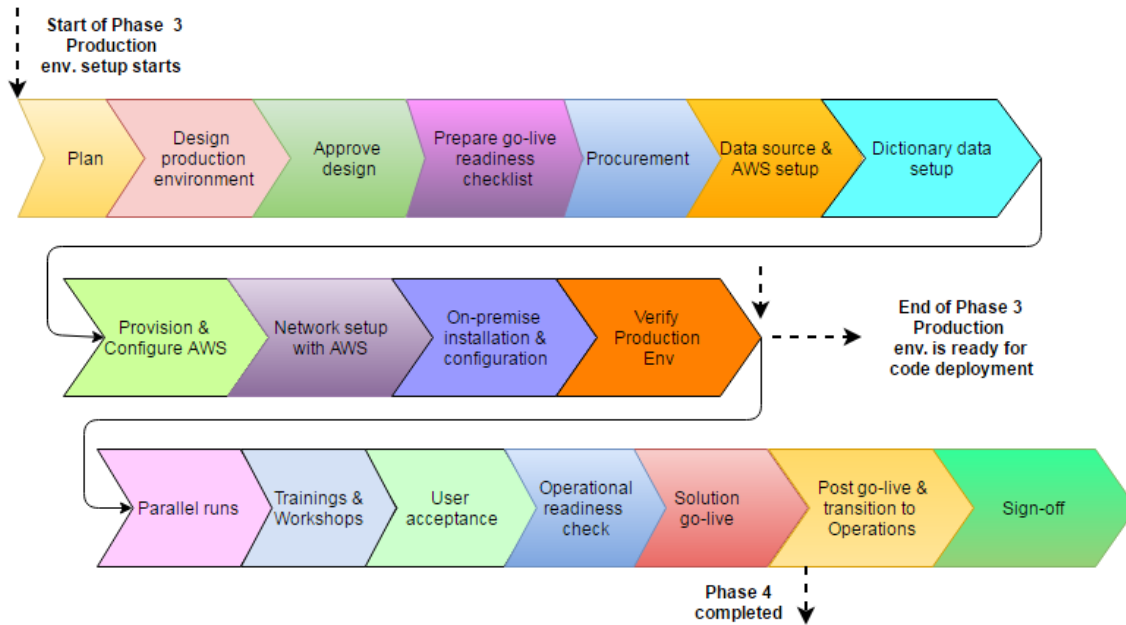 Start of Phase 3
Production
env. setup starts
Plan
Design
production
environment
Approve
design
Prepare go-live
readiness
checklist
Procurement
Data source &
AWS setup
Dictionary data
setup
Provision &
Configure AWS
Network setup
with AWS
On-premise
installation &
configuration
Verify
Production
Env
End of Phase 3
Production
env. is ready for
code deployment
Parallel runs
Trainings &
Workshops
User
acceptance
Operational
readiness
check
Solution
go-live
Post go-live &
transition to
Operations
Sign-off
Phase 4
completed